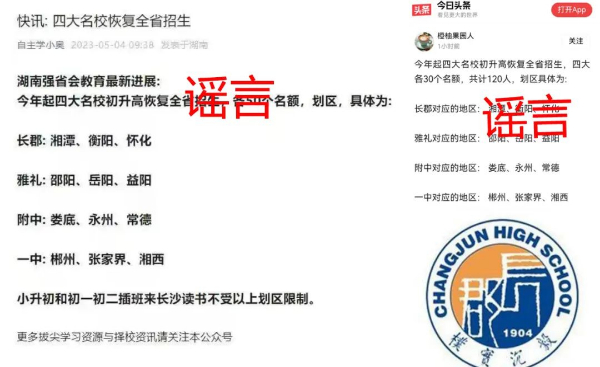 快讯: 四大名校恢复全省招生
自主学小奥 2023-05-04 09:38 发表于湖南
湖南强省会教育最新进展:
今年起四大名校初升高恢复全省招生，各50个名额，划区，具体为:
谣言
长郡: 湘潭、衡阳、怀化
雅礼: 邵阳、岳阳、益阳
附中: 娄底、永州、常德
一中: 郴州、张家界、湘西
小升初和初一初二插班来长沙读书不受以上划区限制。
更多拔尖学习资源与择校资讯请关注本公众号
头条
今日头条
看见更大的世界
打开App
橙柚果圈人
1小时前
关注
今年起四大名校初升高恢复全省招生，四大
各30个名额，共计120人，划区具体为:
长郡对应的地区: 湘潭、衡阳、怀化
谣言
雅礼对应的地区: 邵阳、岳阳、益阳
附中对应的地区: 娄底、永州、常德
一中对应的地区: 郴州、张家界、湘西
CHANGJUN HIGH SCHOOL
1904
樸實沉毅